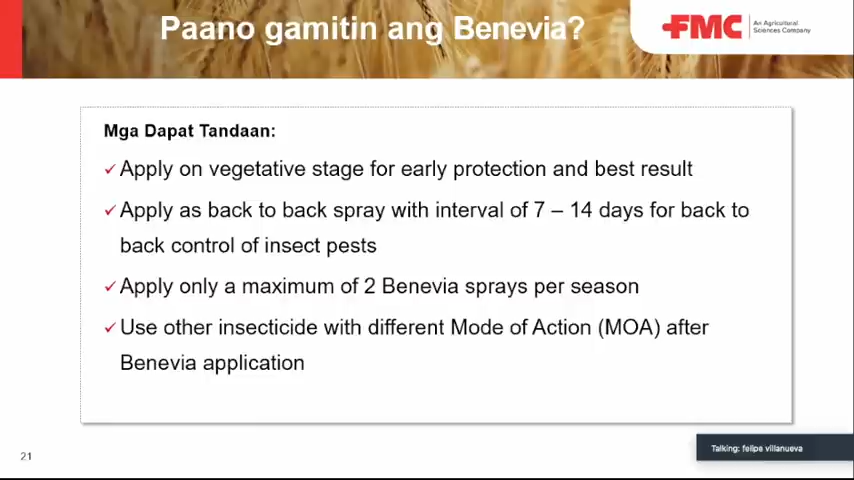 Paano gamitin ang Benevia?
FMC
An Agricultural
Sciences Company
Mga Dapat Tandaan:
✓Apply on vegetative stage for early protection and best result
✓Apply as back to back spray with interval of 7 – 14 days for back to
back control of insect pests
✓Apply only a maximum of 2 Benevia sprays per season
✓Use other insecticide with different Mode of Action (MOA) after
Benevia application
21
Talking: felipe villanueva